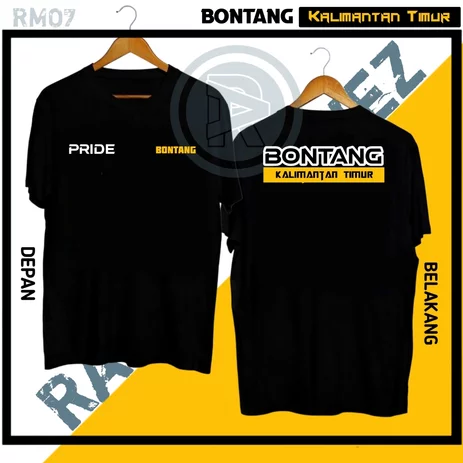 RM07
BONTANG KALIMANTAN TIMUR
PRIDE BONTANG
BONTANG
KALIMANTAN TIMUR
DEPAN
BELAKANG